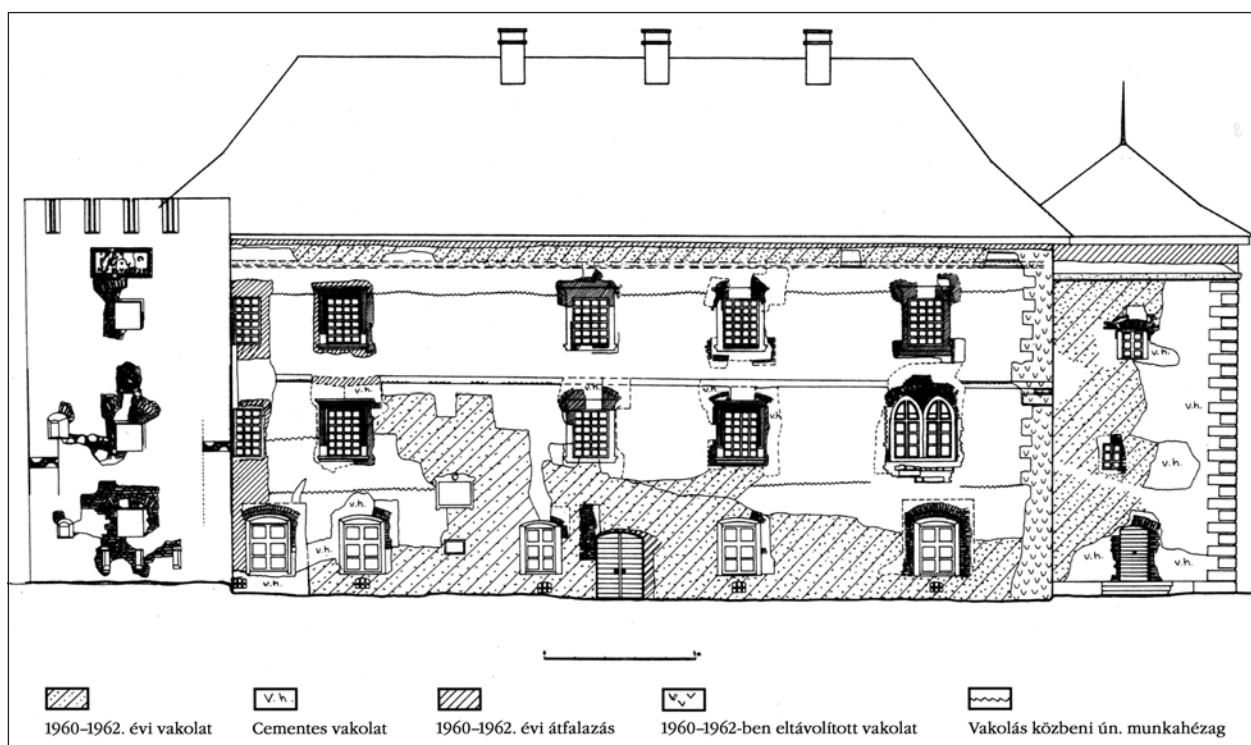 v.h.
v.h.
v.h.
v.h.
v.h.
v.h.
v.h.
v.h.
v.h.
v.h.
v.h.
v.h.
5m
V.h.
1960–1962. évi vakolat
Cementes vakolat
1960–1962. évi átfalazás
1960–1962-ben eltávolított vakolat
Vakolás közbeni ún. munkahézag